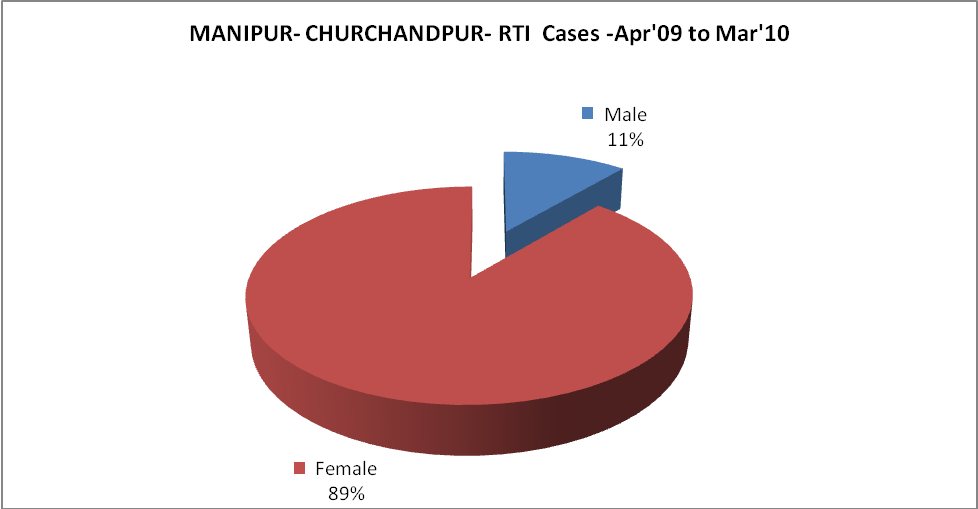 MANIPUR- CHURCHANDPUR- RTI  Cases -Apr'09 to Mar'10
Male
11%
Female
89%